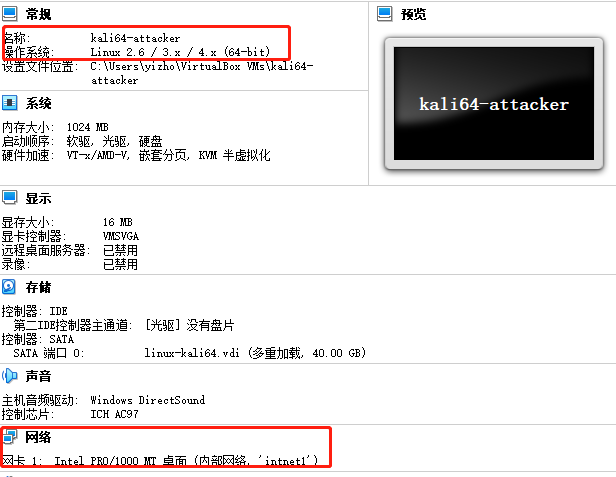 常规
名称: kali64-attacker
操作系统: Linux 2.6 / 3.x / 4.x (64-bit)
设置文件位置: C:\Users\yizho\VirtualBox VMs\kali64-
attacker
预览
kali64-attacker
系统
内存大小: 1024 MB
启动顺序: 软驱, 光驱, 硬盘
硬件加速: VT-x/AMD-V, 嵌套分页, KVM 半虚拟化
显示
显存大小: 16 MB
显卡控制器: VMSVGA
远程桌面服务器: 已禁用
录像: 已禁用
存储
控制器: IDE
第二IDE控制器主通道: [光驱] 没有盘片
控制器: SATA
SATA 端口 0: linux-kali64.vdi (多重加载, 40.00 GB)
声音
主机音频驱动: Windows DirectSound
控制芯片: ICH AC97
网络
网卡 1: Intel PRO/1000 MT 桌面 (内部网络, 'intnet1')